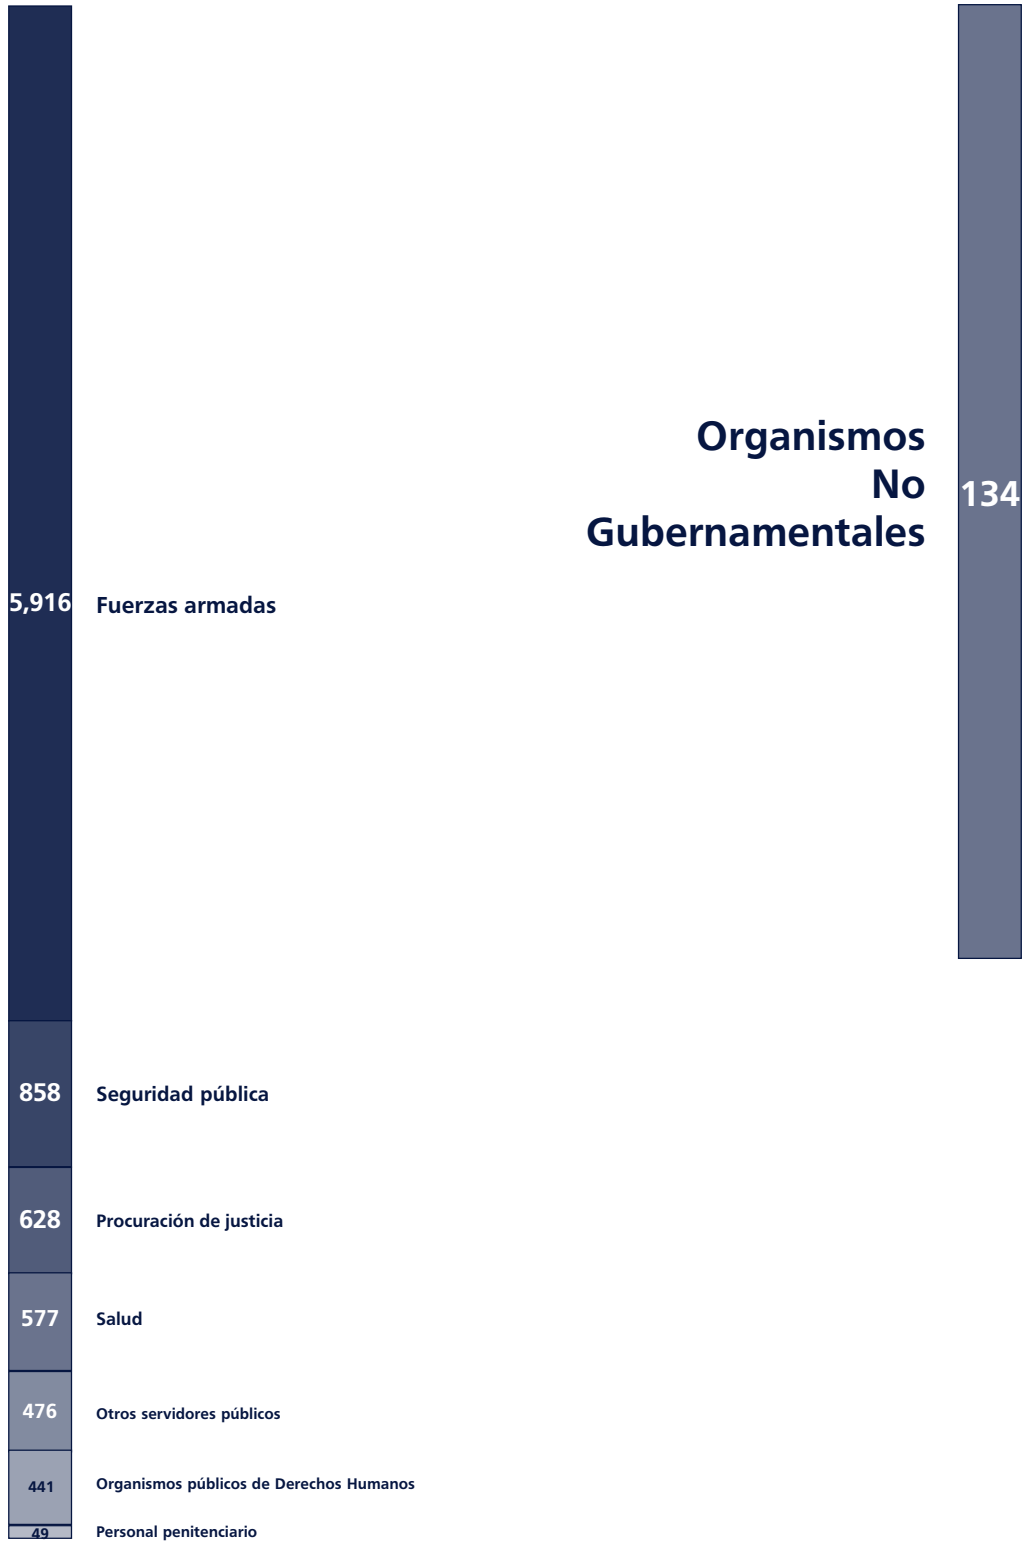 Organismos
No
Gubernamentales
134
5,916 Fuerzas armadas
858 Seguridad pública
628 Procuración de justicia
577 Salud
476 Otros servidores públicos
441 Organismos públicos de Derechos Humanos
49 Personal penitenciario